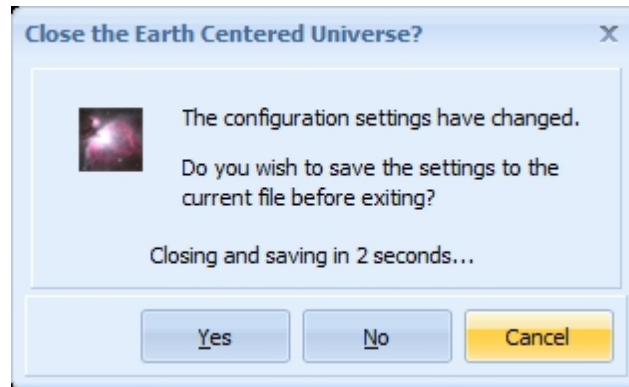 Close the Earth Centered Universe?
The configuration settings have changed.
Do you wish to save the settings to the
current file before exiting?
Closing and saving in 2 seconds...
Yes
No
Cancel